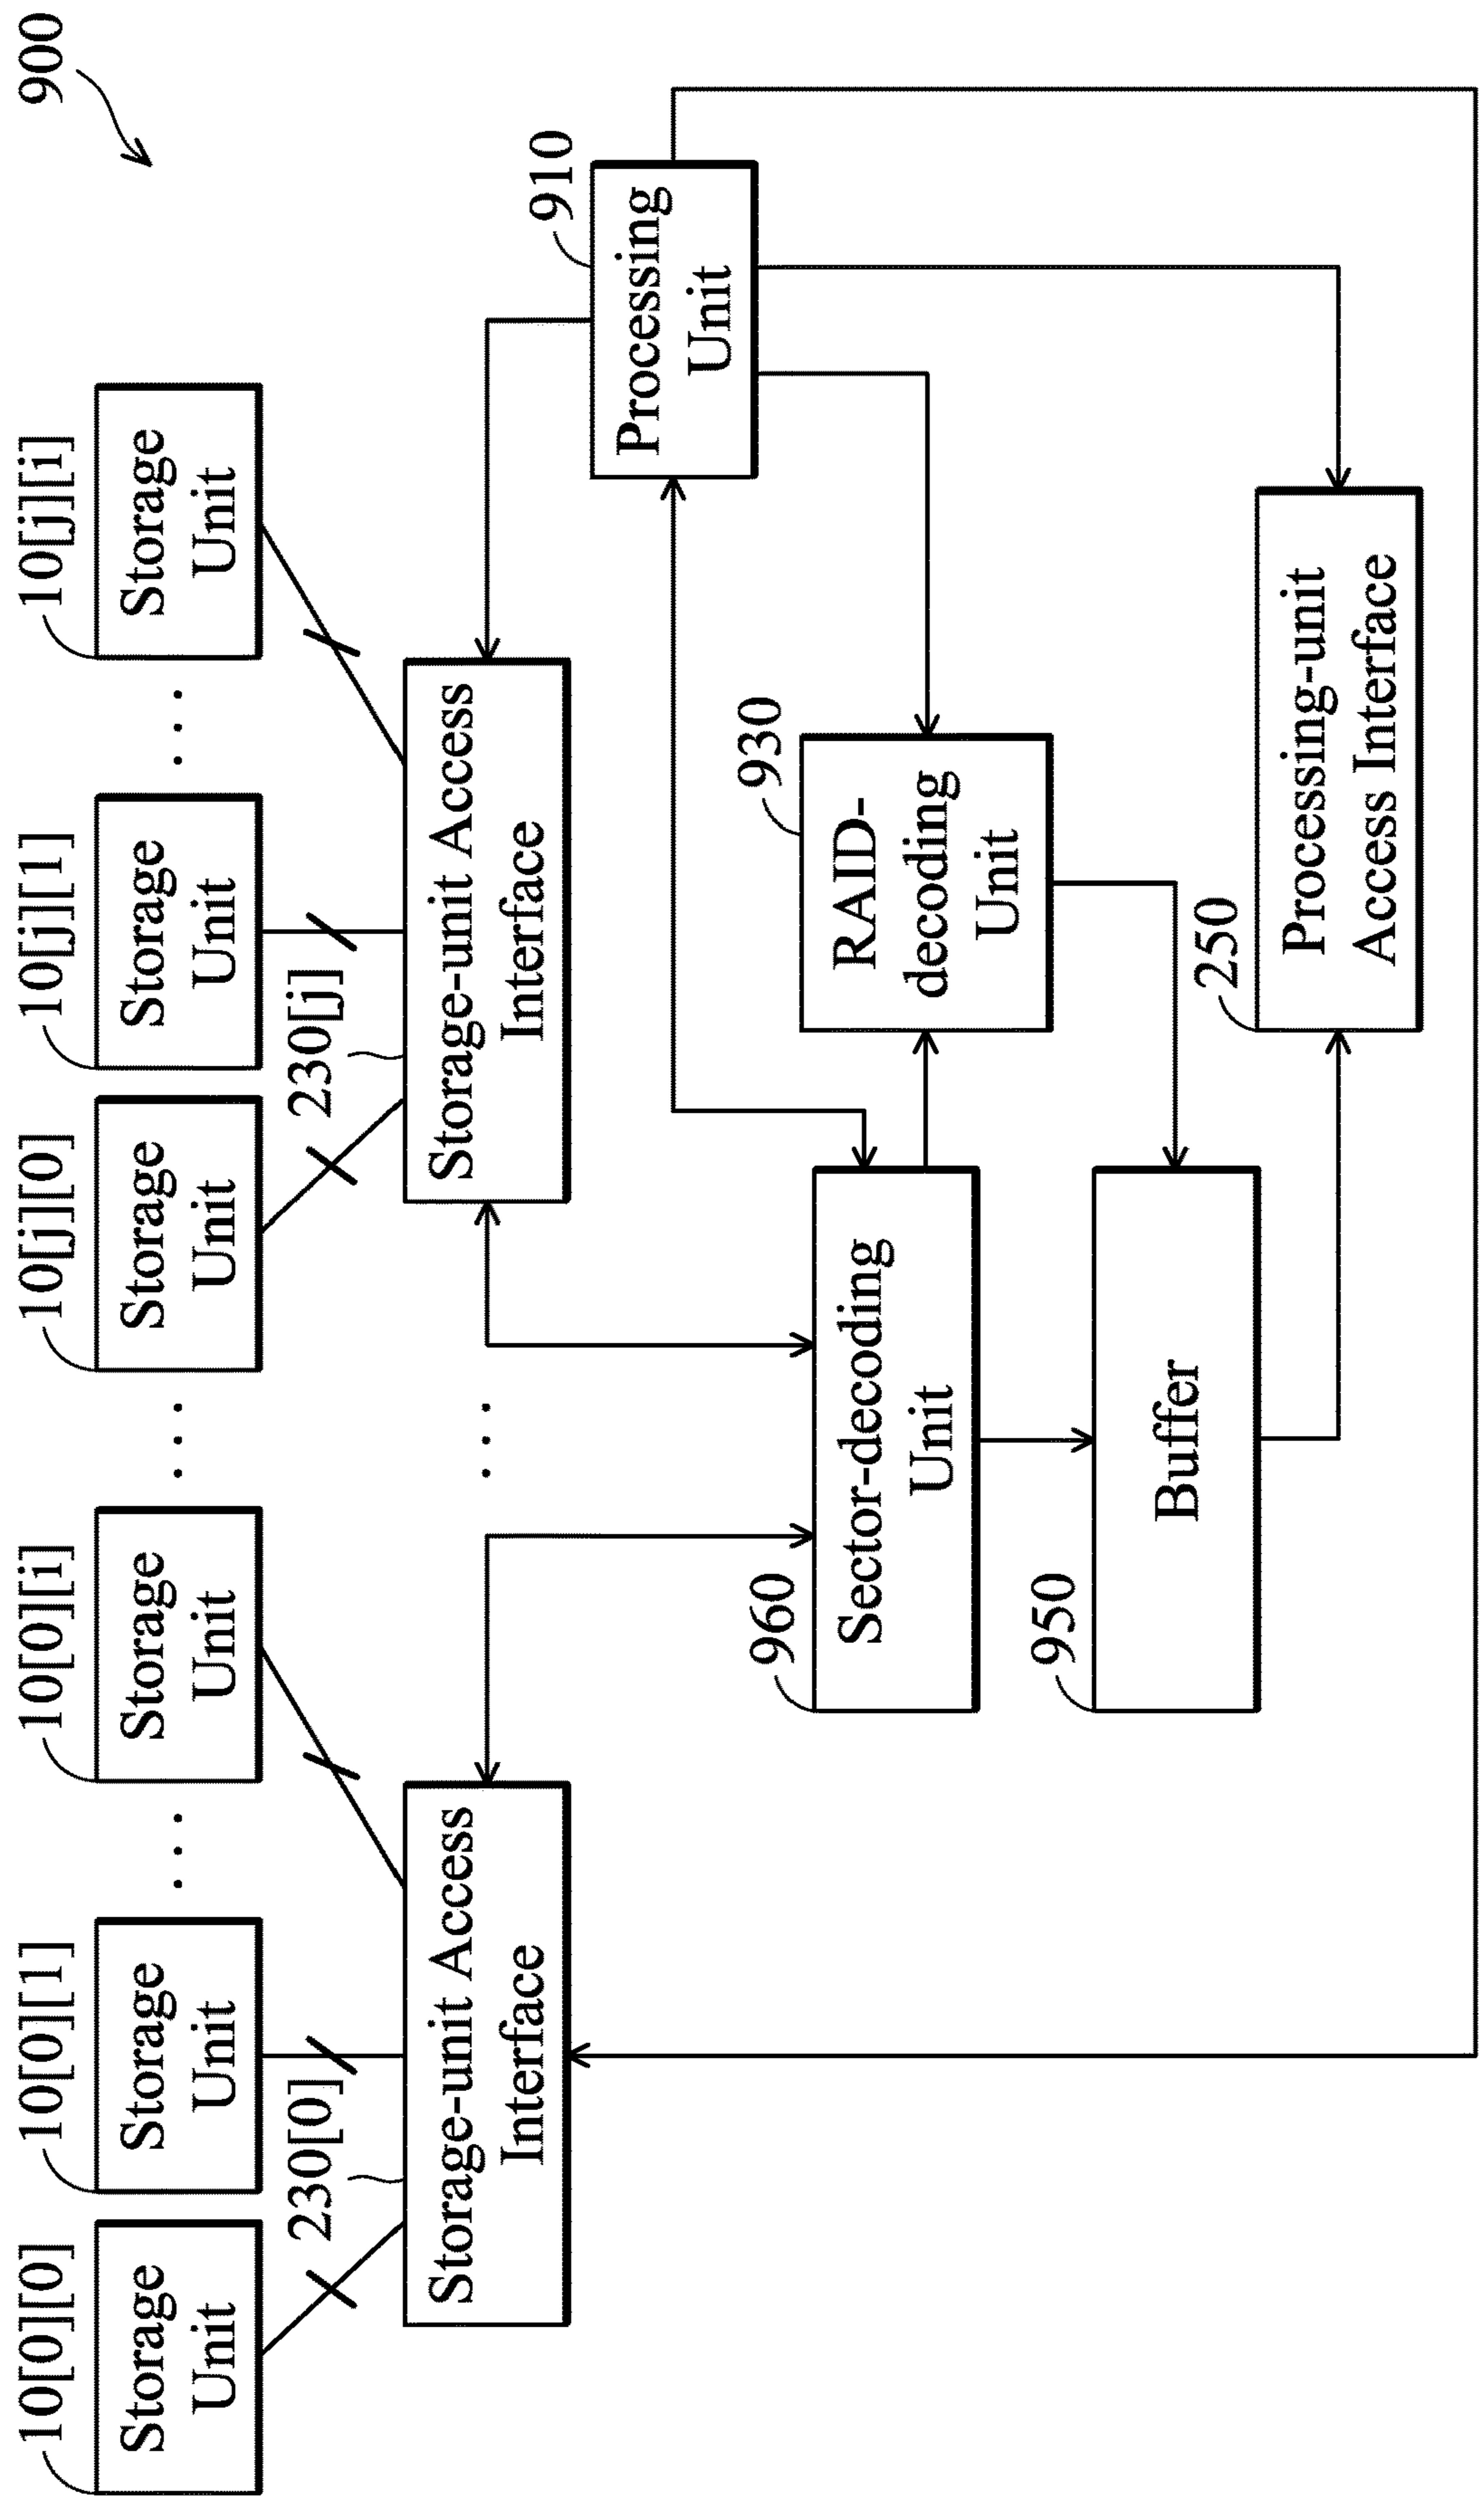 900
10[0][0]
10[0][1]
10[0][i]
10[j][0]
10[j][1]
10[j][i]
Storage
Unit
Storage
Unit
. . .
Storage
Unit
. . .
Storage
Unit
Storage
Unit
. . .
Storage
Unit
230[0]
230[j]
Storage-unit Access
Interface
. . .
Storage-unit Access
Interface
910
Processing
Unit
960
Sector-decoding
Unit
930
RAID-
decoding
Unit
950
Buffer
250
Processing-unit
Access Interface